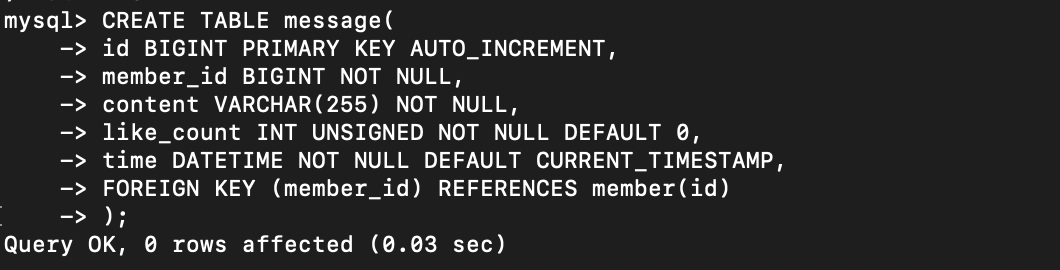 mysql> CREATE TABLE message(
    -> id BIGINT PRIMARY KEY AUTO_INCREMENT,
    -> member_id BIGINT NOT NULL,
    -> content VARCHAR(255) NOT NULL,
    -> like_count INT UNSIGNED NOT NULL DEFAULT 0,
    -> time DATETIME NOT NULL DEFAULT CURRENT_TIMESTAMP,
    -> FOREIGN KEY (member_id) REFERENCES member(id)
    -> );
Query OK, 0 rows affected (0.03 sec)